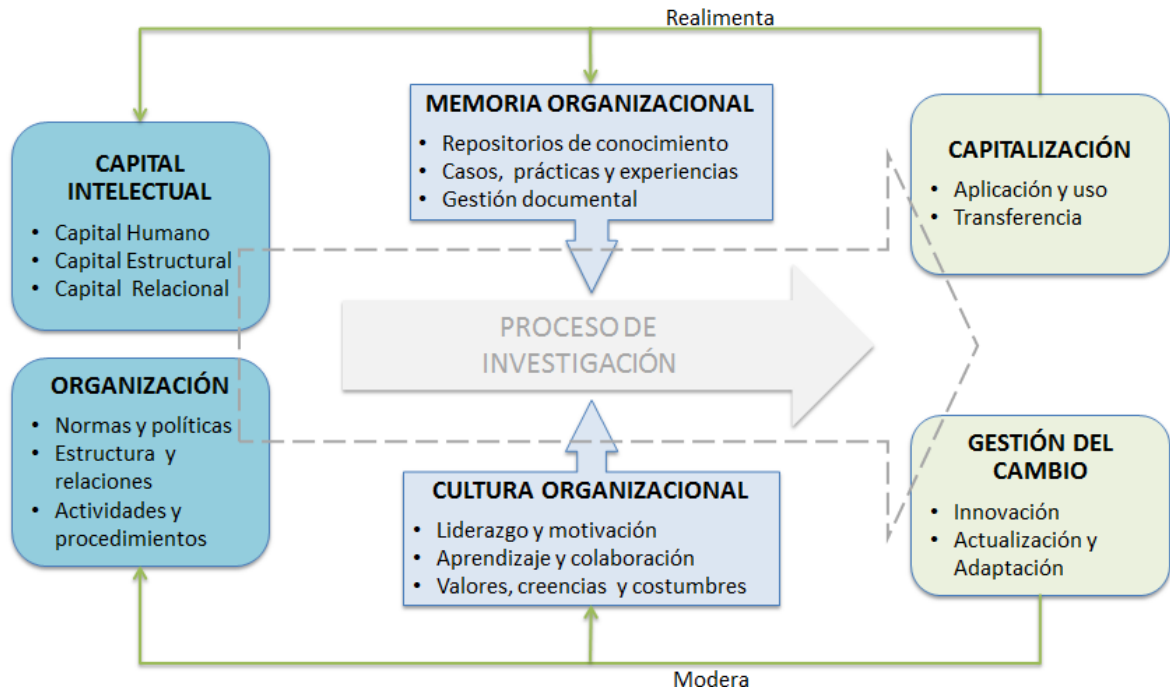 Realimenta
CAPITAL
INTELECTUAL
• Capital Humano
• Capital Estructural
• Capital Relacional
MEMORIA ORGANIZACIONAL
• Repositorios de conocimiento
• Casos, prácticas y experiencias
• Gestión documental
CAPITALIZACIÓN
• Aplicación y uso
• Transferencia
PROCESO DE
INVESTIGACIÓN
ORGANIZACIÓN
• Normas y políticas
• Estructura y
relaciones
• Actividades y
procedimientos
CULTURA ORGANIZACIONAL
• Liderazgo y motivación
• Aprendizaje y colaboración
• Valores, creencias y costumbres
GESTIÓN DEL
CAMBIO
• Innovación
• Actualización y
Adaptación
Modera